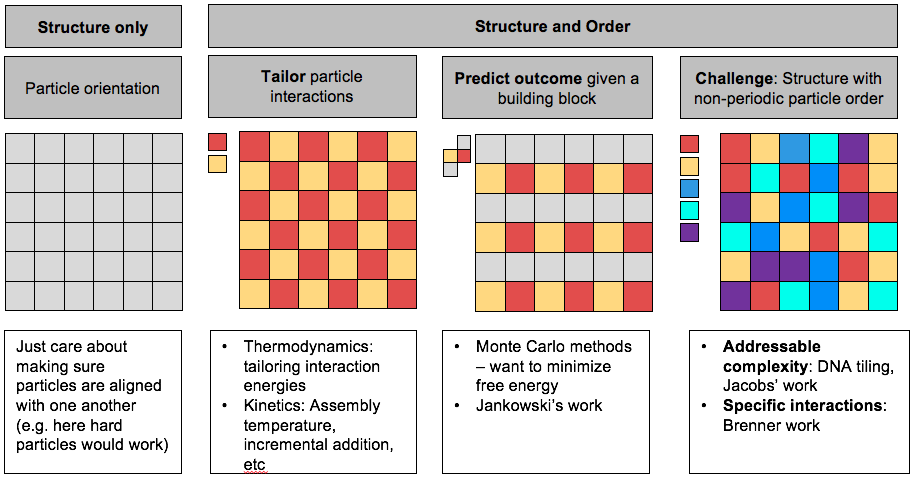 Structure only
Structure and Order
Particle orientation
Tailor particle
interactions
Predict outcome given a
building block
Challenge: Structure with
non-periodic particle order
Just care about
making sure
particles are aligned
with one another
(e.g. here hard
particles would work)
• Thermodynamics:
tailoring interaction
energies
• Kinetics: Assembly
temperature,
incremental addition,
etc
• Monte Carlo methods
– want to minimize
free energy
• Jankowski’s work
• Addressable
complexity: DNA tiling,
Jacobs’ work
• Specific interactions:
Brenner work